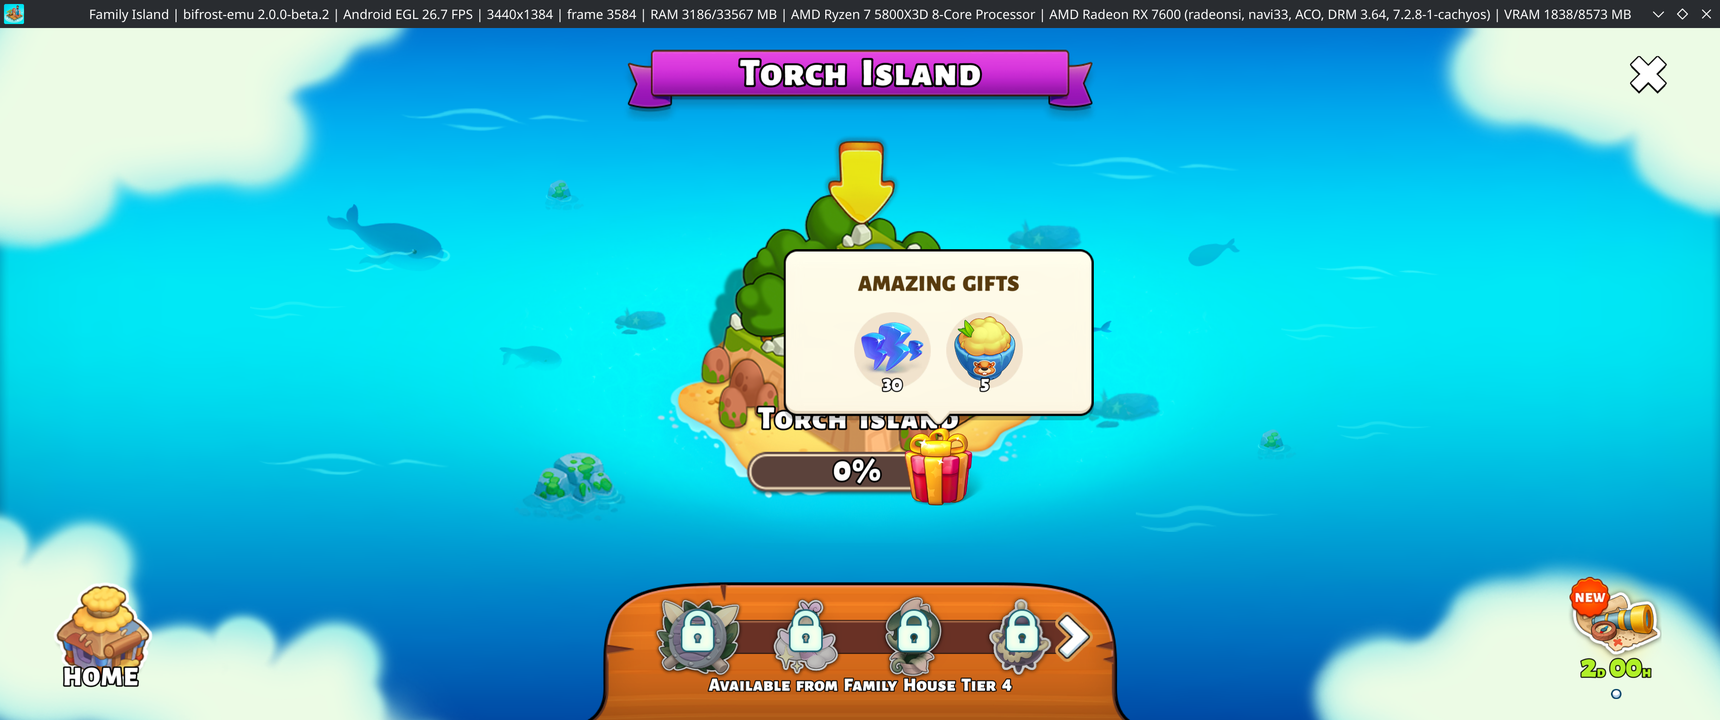 Family Island | bifrost-emu 2.0.0-beta.2 | Android EGL 26.7 FPS | 3440x1384 | frame 3584 | RAM 3186/33567 MB | AMD Ryzen 7 5800X3D 8-Core Processor | AMD Radeon RX 7600 (radeonsi, navi33, ACO, DRM 3.64, 7.2.8-1-cachyos) | VRAM 1838/8573 MB
Torch Island
AMAZING GIFTS
30
5
Torch Island
0%
HOME
Available from Family House Tier 4
NEW
2D 00H